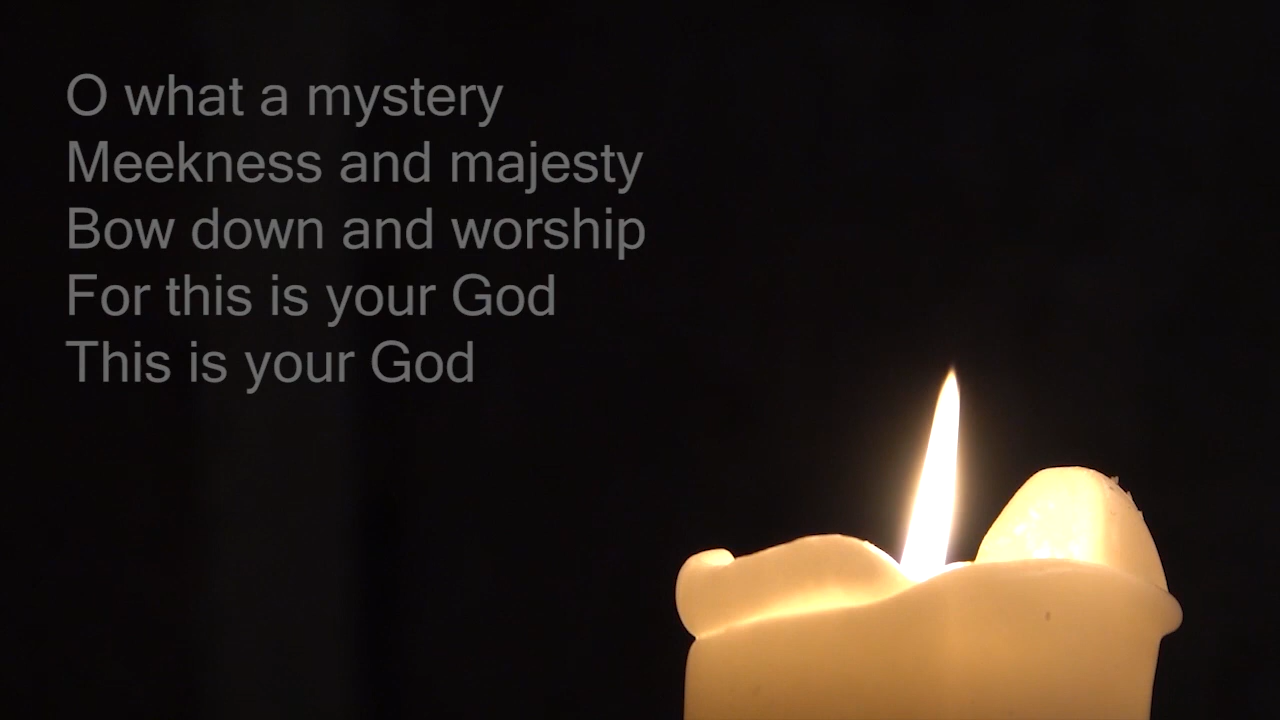 O what a mystery
Meekness and majesty
Bow down and worship
For this is your God
This is your God